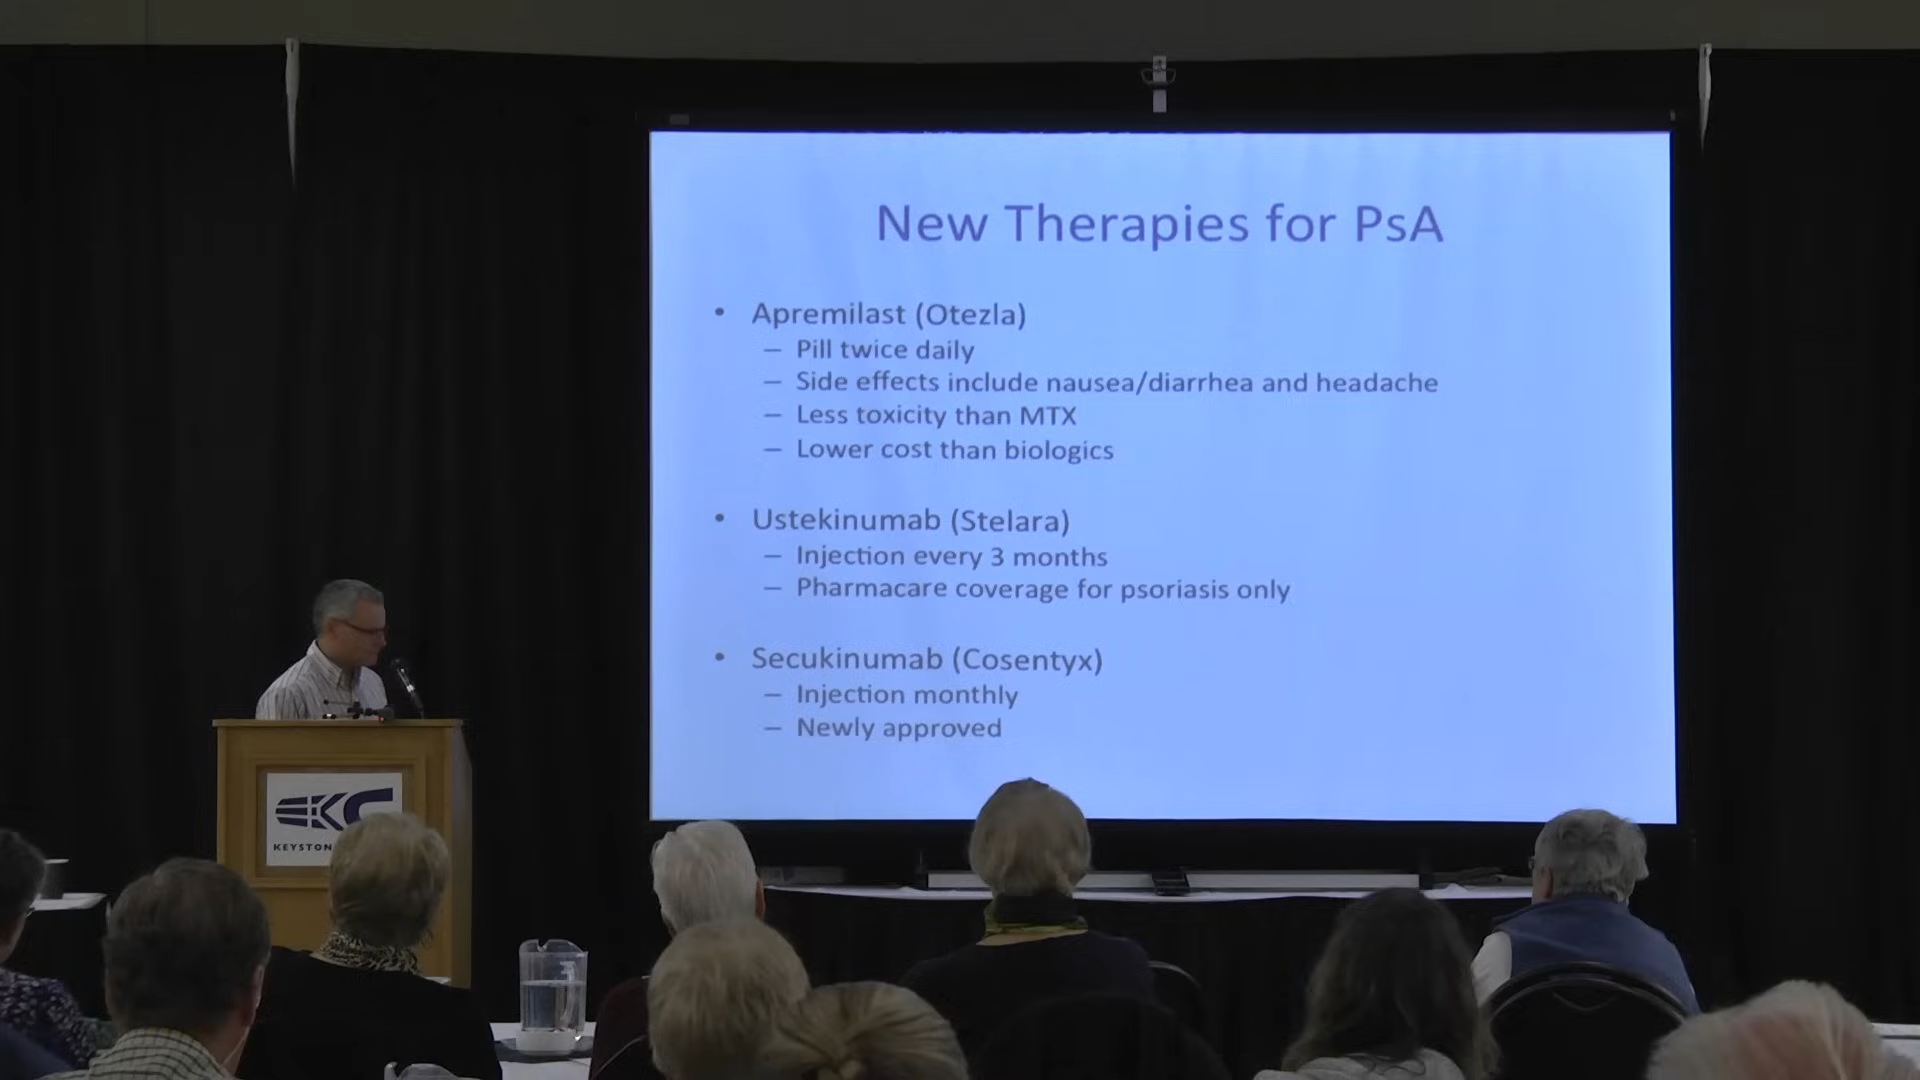 New Therapies for PsA
• Apremilast (Otezla)
– Pill twice daily
– Side effects include nausea/diarrhea and headache
– Less toxicity than MTX
– Lower cost than biologics
• Ustekinumab (Stelara)
– Injection every 3 months
– Pharmacare coverage for psoriasis only
• Secukinumab (Cosentyx)
– Injection monthly
– Newly approved
KC
KEYSTON